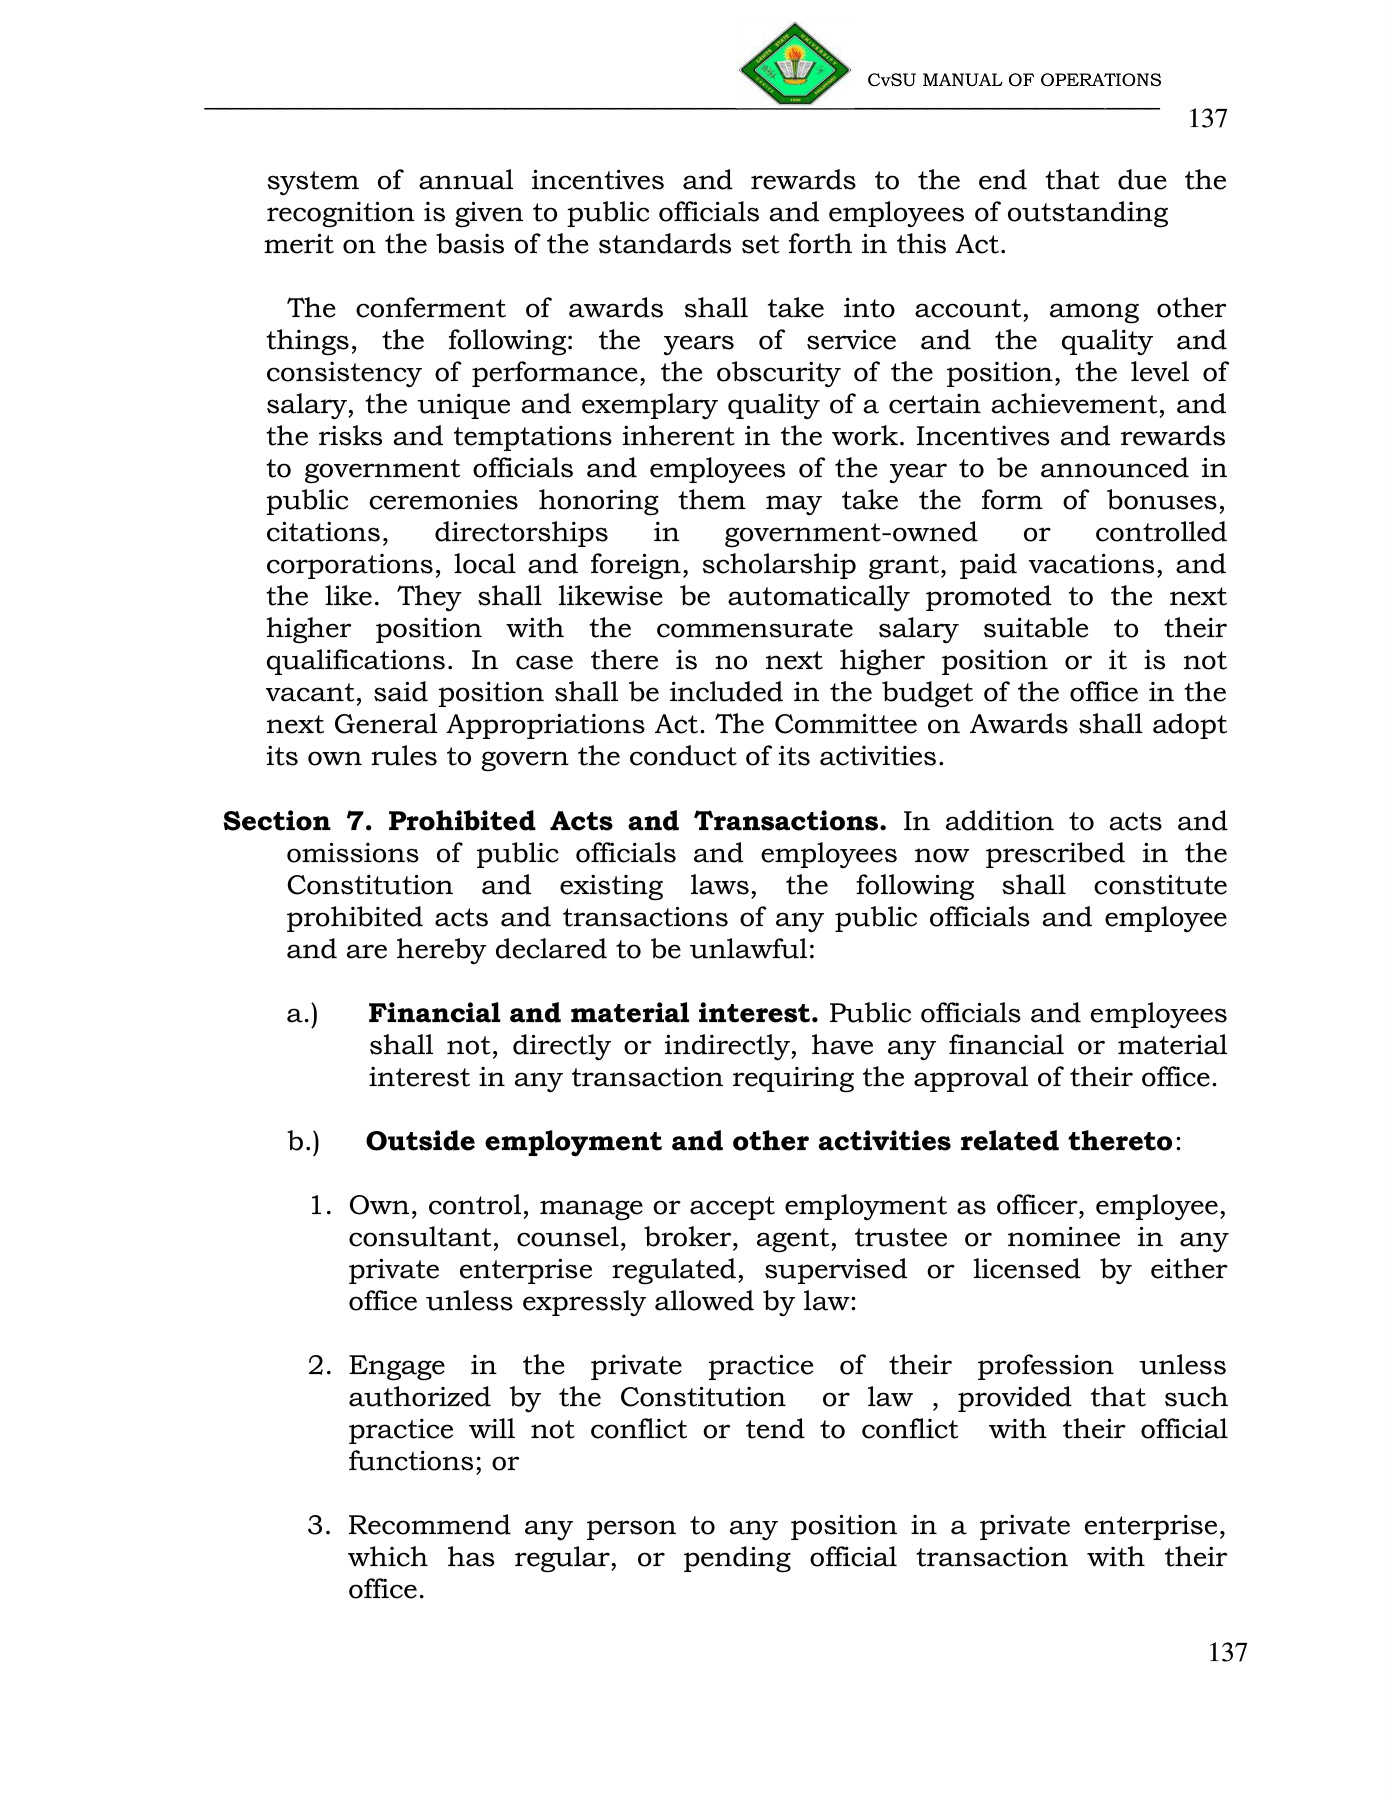 CvSU MANUAL OF OPERATIONS
137
system of annual incentives and rewards to the end that due the
recognition is given to public officials and employees of outstanding
merit on the basis of the standards set forth in this Act.
The conferment of awards shall take into account, among other
things, the following: the years of service and the quality and
consistency of performance, the obscurity of the position, the level of
salary, the unique and exemplary quality of a certain achievement, and
the risks and temptations inherent in the work. Incentives and rewards
to government officials and employees of the year to be announced in
public ceremonies honoring them may take the form of bonuses,
citations, directorships in government-owned or controlled
corporations, local and foreign, scholarship grant, paid vacations, and
the like. They shall likewise be automatically promoted to the next
higher position with the commensurate salary suitable to their
qualifications. In case there is no next higher position or it is not
vacant, said position shall be included in the budget of the office in the
next General Appropriations Act. The Committee on Awards shall adopt
its own rules to govern the conduct of its activities.
Section 7. Prohibited Acts and Transactions. In addition to acts and
omissions of public officials and employees now prescribed in the
Constitution and existing laws, the following shall constitute
prohibited acts and transactions of any public officials and employee
and are hereby declared to be unlawful:
a.) Financial and material interest. Public officials and employees
shall not, directly or indirectly, have any financial or material
interest in any transaction requiring the approval of their office.
b.) Outside employment and other activities related thereto:
1. Own, control, manage or accept employment as officer, employee,
consultant, counsel, broker, agent, trustee or nominee in any
private enterprise regulated, supervised or licensed by either
office unless expressly allowed by law:
2. Engage in the private practice of their profession unless
authorized by the Constitution or law , provided that such
practice will not conflict or tend to conflict with their official
functions; or
3. Recommend any person to any position in a private enterprise,
which has regular, or pending official transaction with their
office.
137